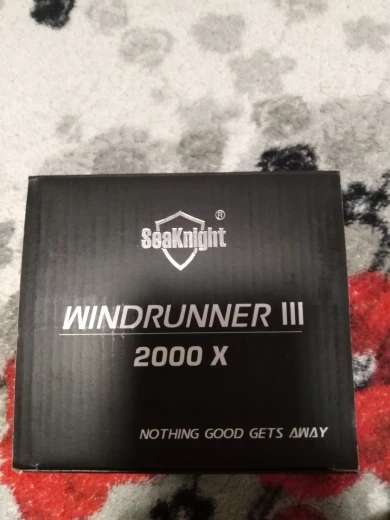 SeaKnight®
WINDRUNNER III
2000 X
NOTHING GOOD GETS AWAY